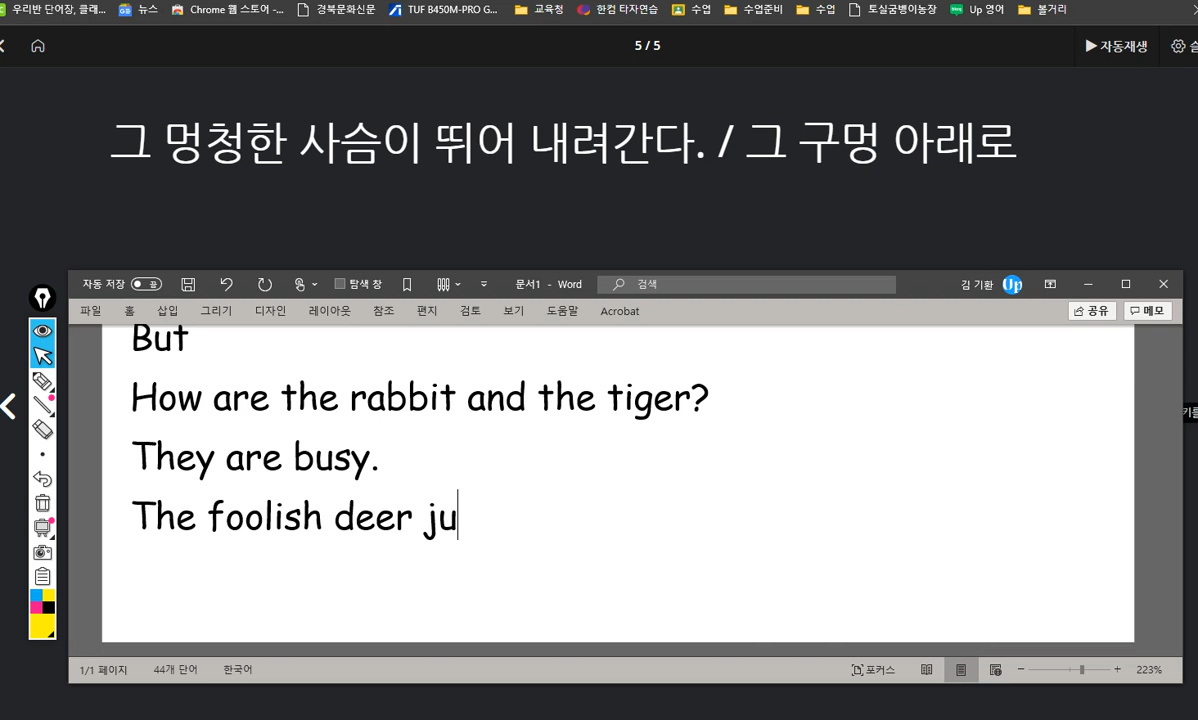 우리반 단어장, 클래... 뉴스 Chrome 웹 스토어 -... 경북문화신문 TUF B450M-PRO G... 교육청 한컴 타자연습 수업 수업준비 수업 토실굼벵이농장 Up 영어 볼거리
5 / 5 자동재생 슬
그 멍청한 사슴이 뛰어 내려간다. / 그 구멍 아래로
자동 저장 끔 탐색 창 문서1 - Word 검색 김 기환 Up
파일 홈 삽입 그리기 디자인 레이아웃 참조 편지 검토 보기 도움말 Acrobat 공유 메모
But
How are the rabbit and the tiger?
키를
They are busy.
The foolish deer ju
1/1 페이지 44개 단어 한국어 포커스 223%